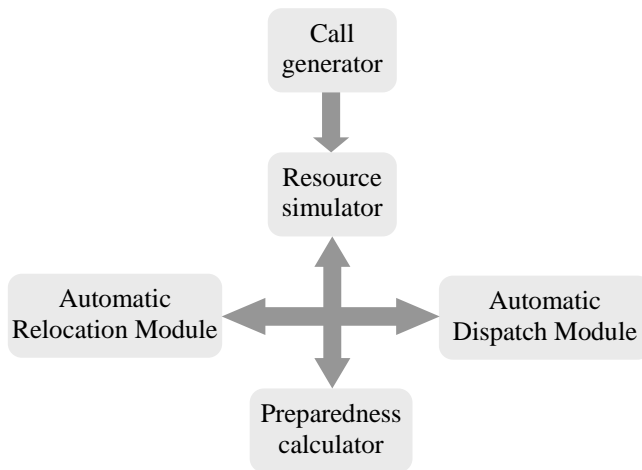 Call
generator
Resource
simulator
Automatic
Relocation Module
Automatic
Dispatch Module
Preparedness
calculator